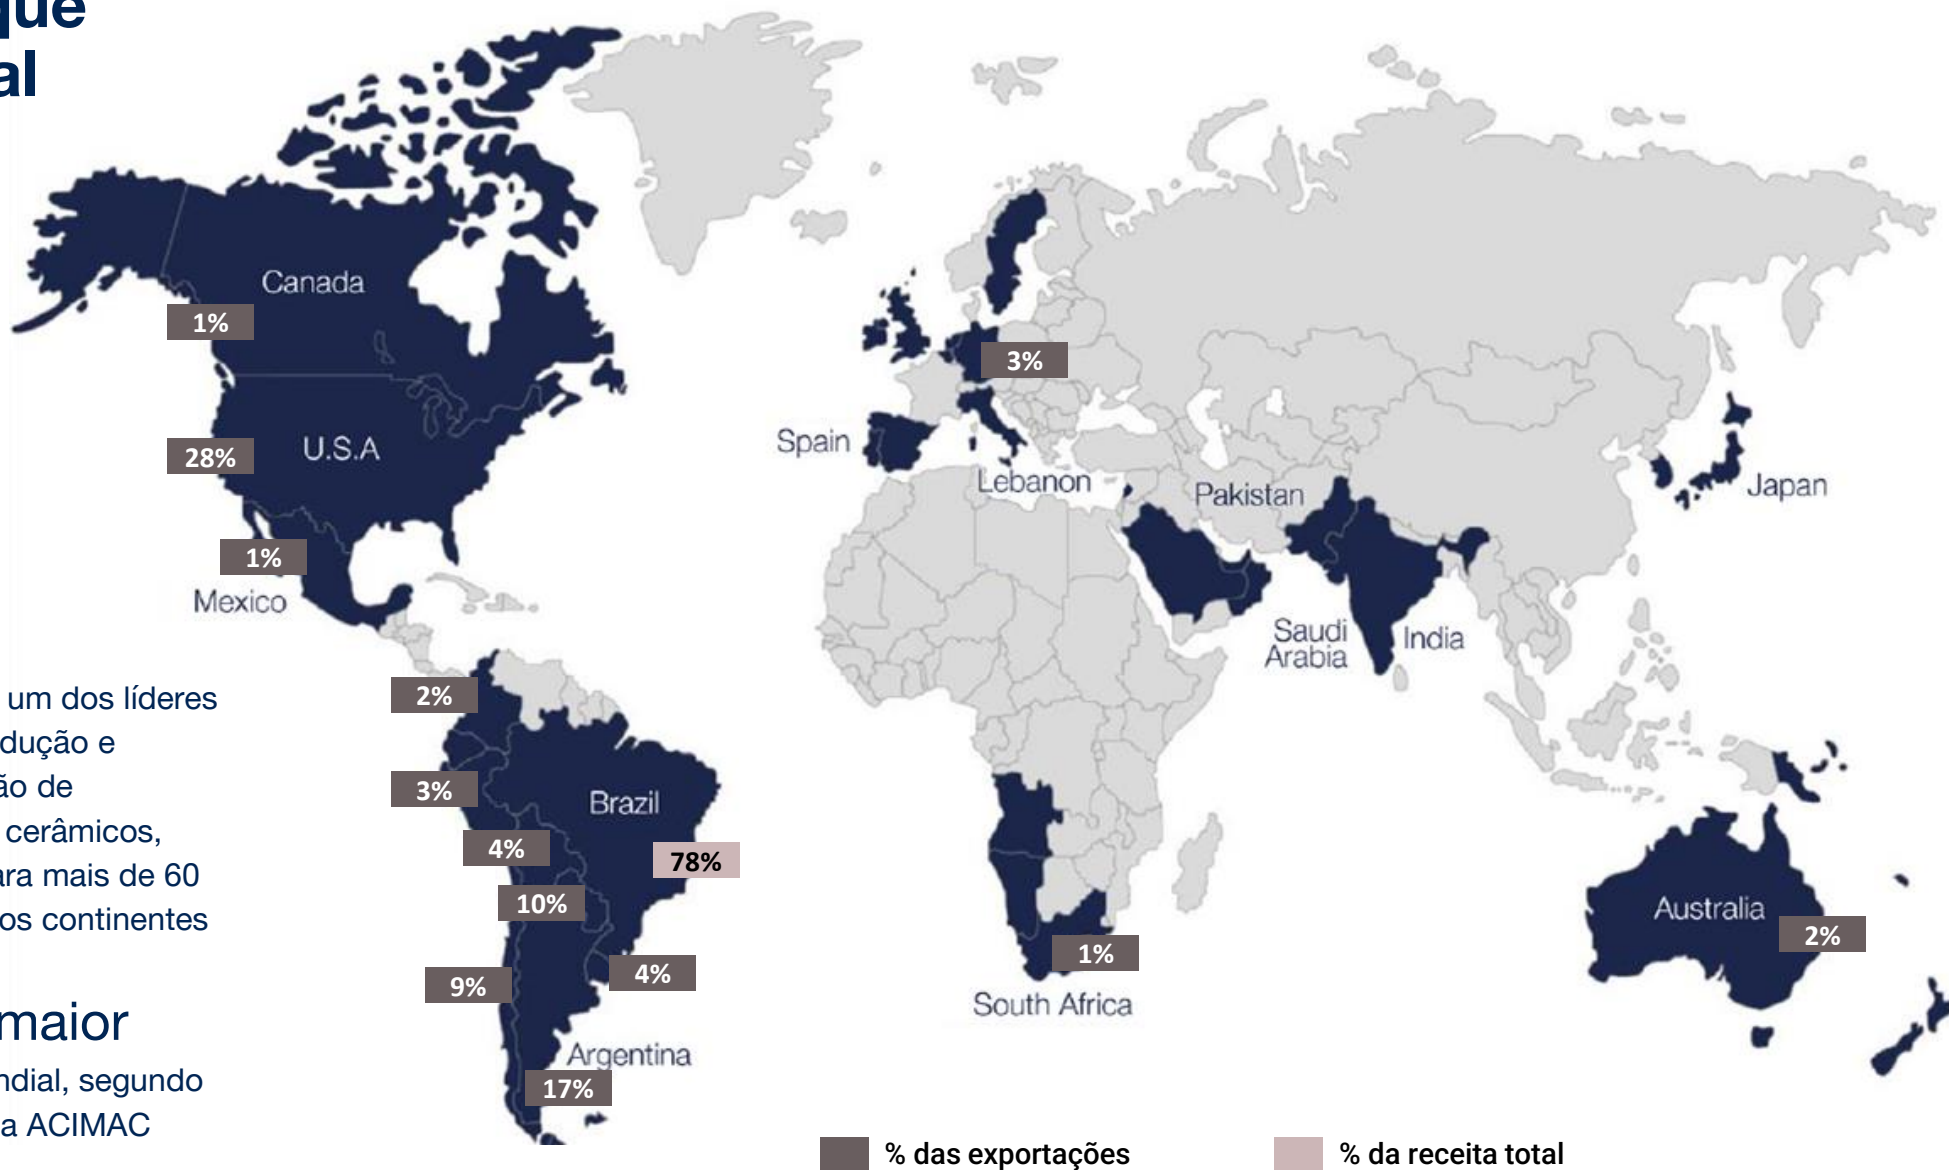 que
al
Canada
1%
3%
U.S.A
28%
Spain
Lebanon
Pakistan
Japan
1%
Mexico
Saudi
Arabia
India
2%
um dos líderes
dução e
ão de
cerâmicos,
ara mais de 60
os continentes
3%
Brazil
4%
78%
10%
Australia
2%
1%
4%
9%
South Africa
maior
ndial, segundo
a ACIMAC
Argentina
17%
% das exportações
% da receita total